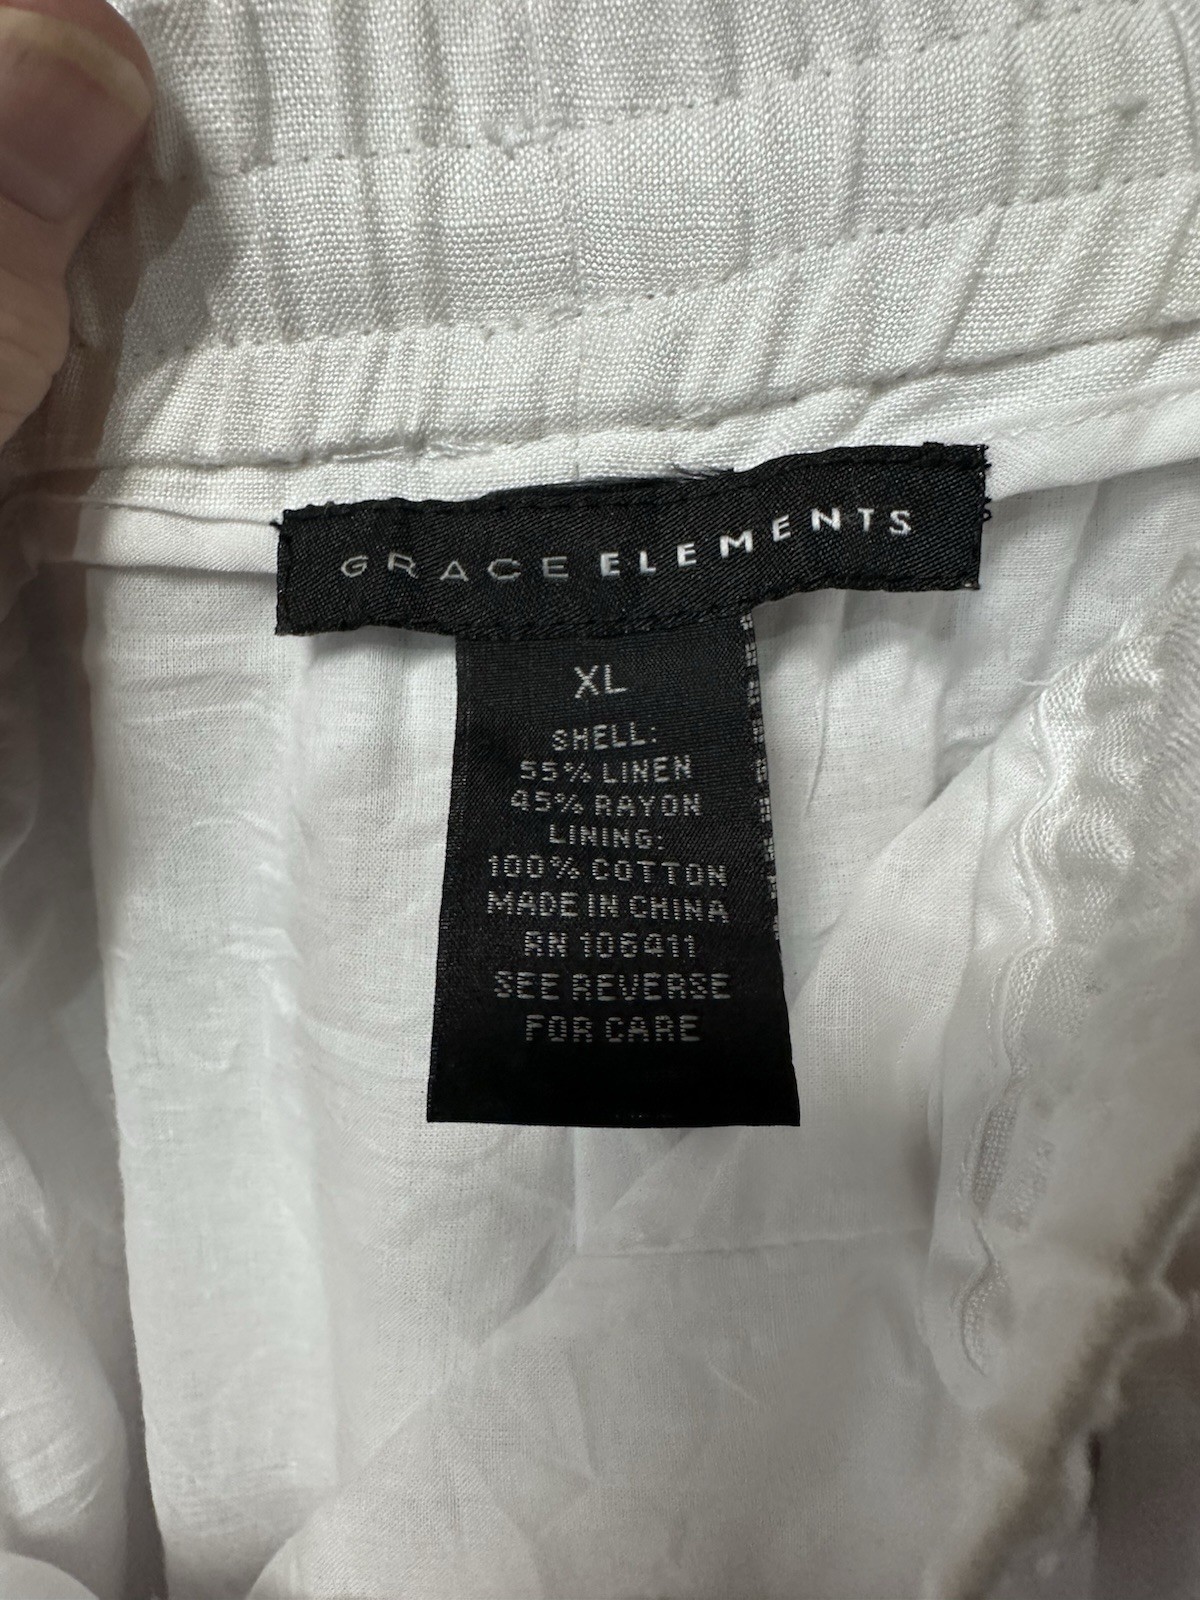 GRACE ELEMENTS
XL
SHELL:
55% LINEN
45% RAYON
LINING:
100% COTTON
MADE IN CHINA
RN 106411
SEE REVERSE
FOR CARE